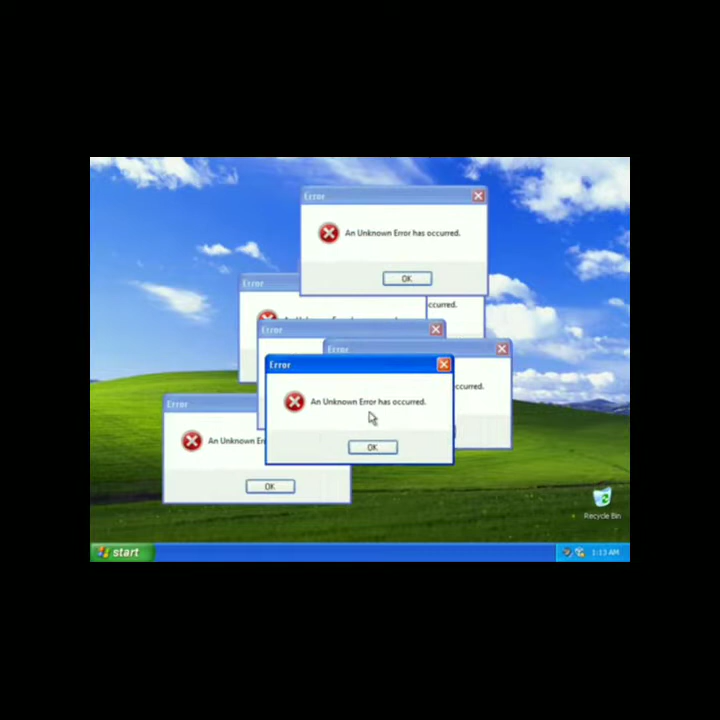 Error
An Unknown Error has occurred.
OK
Error
ccurred.
Error
Error
ccurred.
Error
An Unknown Error has occurred.
OK
Error
An Unknown Er
OK
Recycle Bin
start
1:13 AM